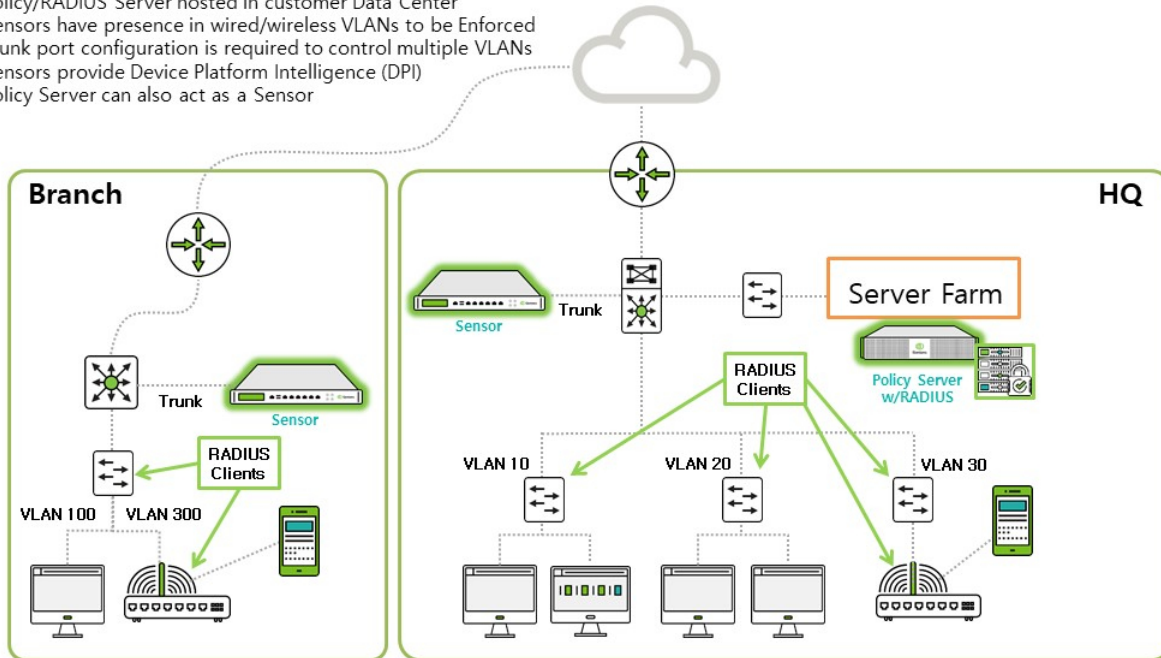 olicy/RADIUS Server hosted in customer Data Center
ensors have presence in wired/wireless VLANs to be Enforced
unk port configuration is required to control multiple VLANs
ensors provide Device Platform Intelligence (DPI)
olicy Server can also act as a Sensor
Branch
HQ
Sensor
Trunk
Server Farm
Policy Server
w/RADIUS
RADIUS
Clients
Trunk
Sensor
RADIUS
Clients
VLAN 10
VLAN 20
VLAN 30
VLAN 100
VLAN 300